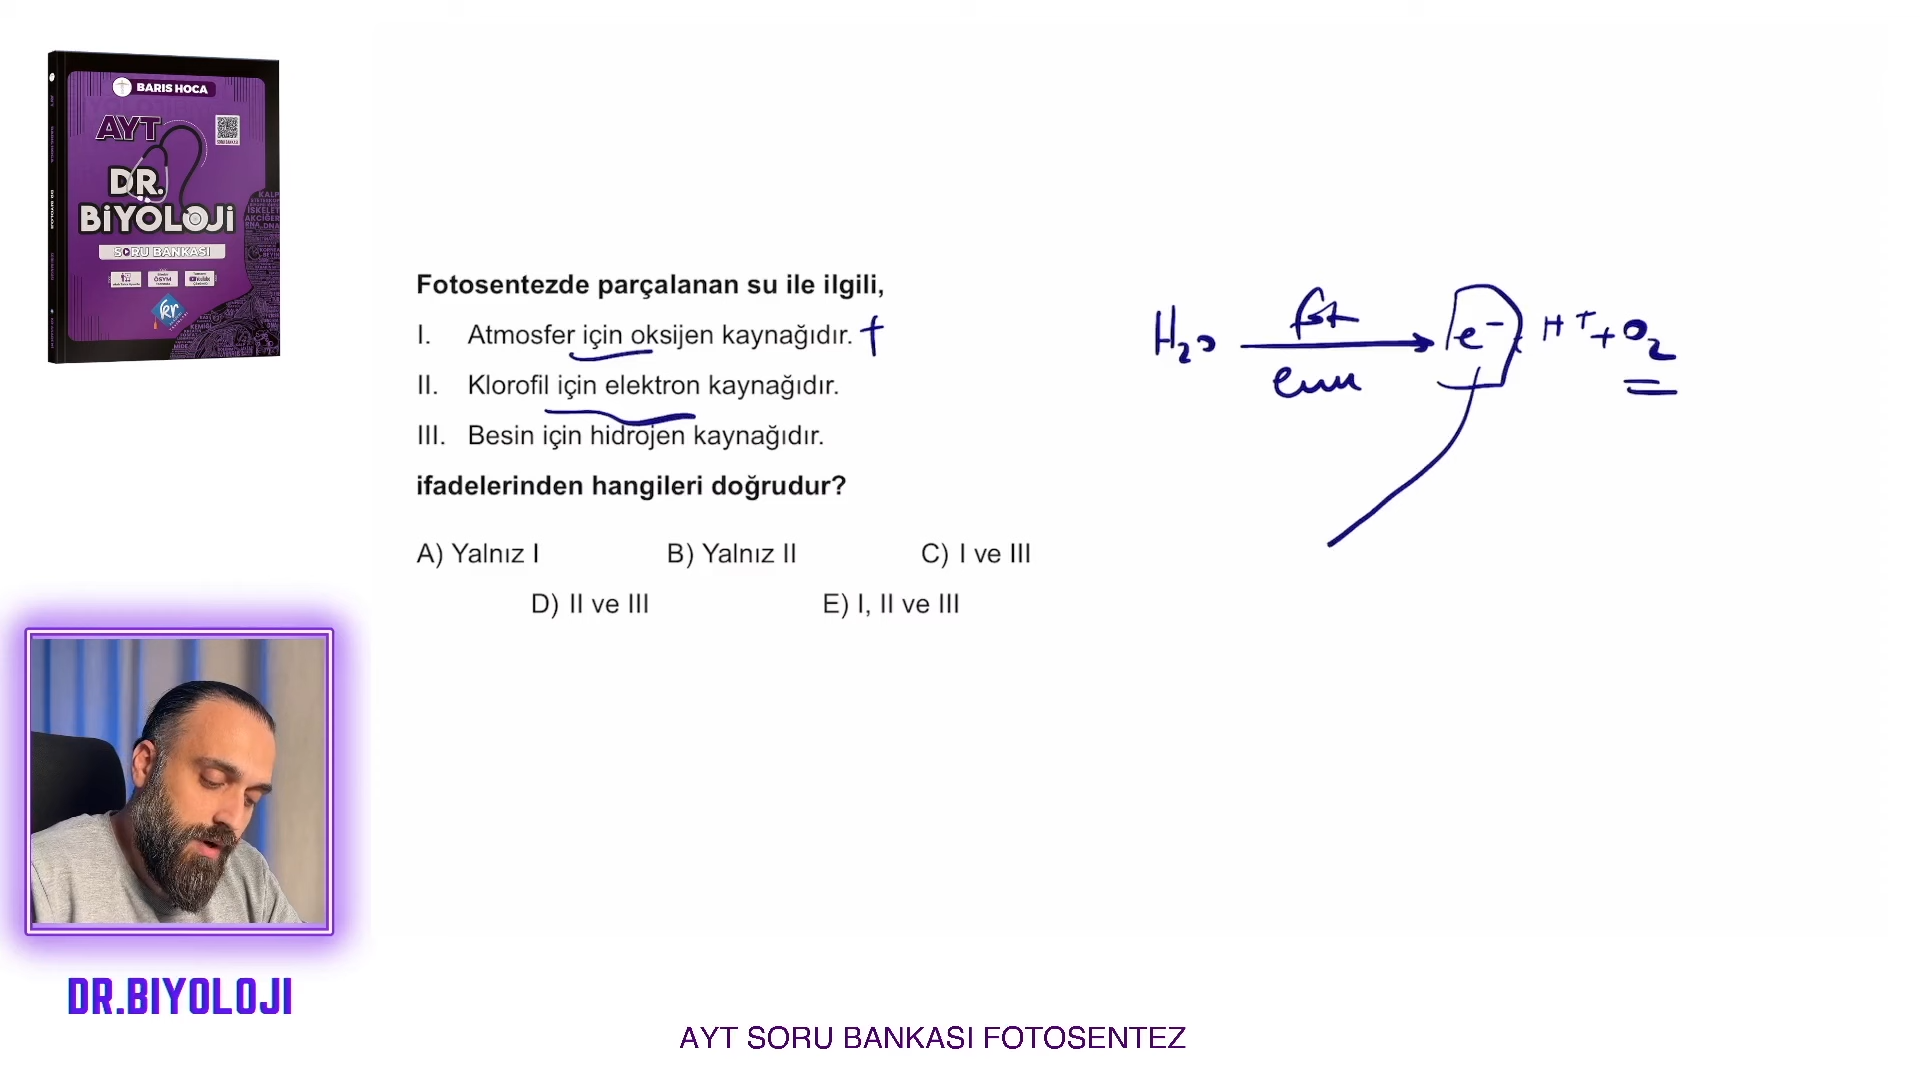 BARIS HOCA
AYT
DR.
BİYOLOJİ
SORU BANKASI
Fotosentezde parçalanan su ile ilgili,
I. Atmosfer için oksijen kaynağıdır. +
II. Klorofil için elektron kaynağıdır.
III. Besin için hidrojen kaynağıdır.
ifadelerinden hangileri doğrudur?
A) Yalnız I B) Yalnız II C) I ve III
D) II ve III E) I, II ve III
H₂O
e⁻ H⁺ + O₂
DR.BIYOLOJI
AYT SORU BANKASI FOTOSENTEZ